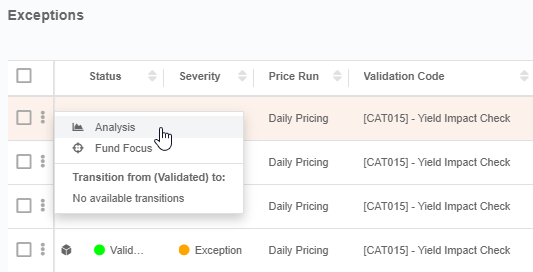 Exceptions
Status Severity Price Run Validation Code
Daily Pricing [CAT015] - Yield Impact Check
Analysis
Fund Focus
Daily Pricing [CAT015] - Yield Impact Check
Transition from (Validated) to:
No available transitions
Daily Pricing [CAT015] - Yield Impact Check
Valid... Exception Daily Pricing [CAT015] - Yield Impact Check